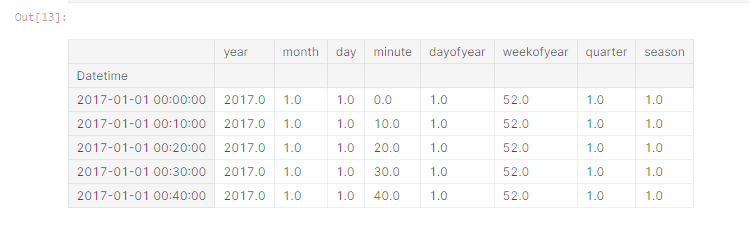 Out[13]:
year month day minute dayofyear weekofyear quarter season
Datetime
2017-01-01 00:00:00 2017.0 1.0 1.0 0.0 1.0 52.0 1.0 1.0
2017-01-01 00:10:00 2017.0 1.0 1.0 10.0 1.0 52.0 1.0 1.0
2017-01-01 00:20:00 2017.0 1.0 1.0 20.0 1.0 52.0 1.0 1.0
2017-01-01 00:30:00 2017.0 1.0 1.0 30.0 1.0 52.0 1.0 1.0
2017-01-01 00:40:00 2017.0 1.0 1.0 40.0 1.0 52.0 1.0 1.0